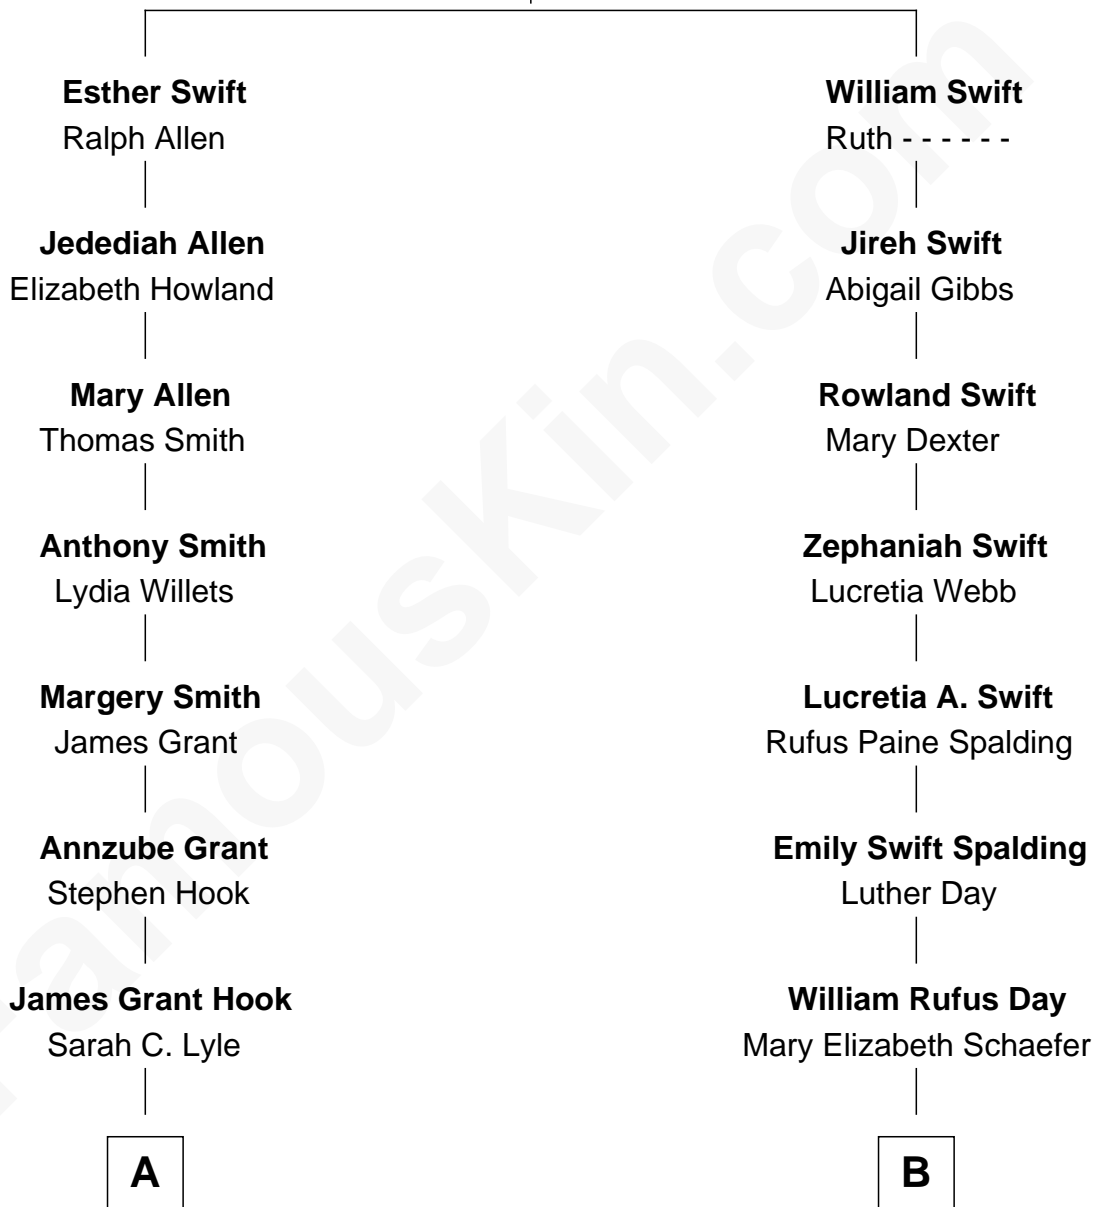 Esther Swift
Ralph Allen
Jedediah Allen
Elizabeth Howland
Mary Allen
Thomas Smith
Anthony Smith
Lydia Willets
Margery Smith
James Grant
Annzube Grant
Stephen Hook
James Grant Hook
Sarah C. Lyle
A
William Swift
Ruth - - - - - -
Jireh Swift
Abigail Gibbs
Rowland Swift
Mary Dexter
Zephaniah Swift
Lucretia Webb
Lucretia A. Swift
Rufus Paine Spalding
Emily Swift Spalding
Luther Day
William Rufus Day
Mary Elizabeth Schaefer
B
FamousKin.com